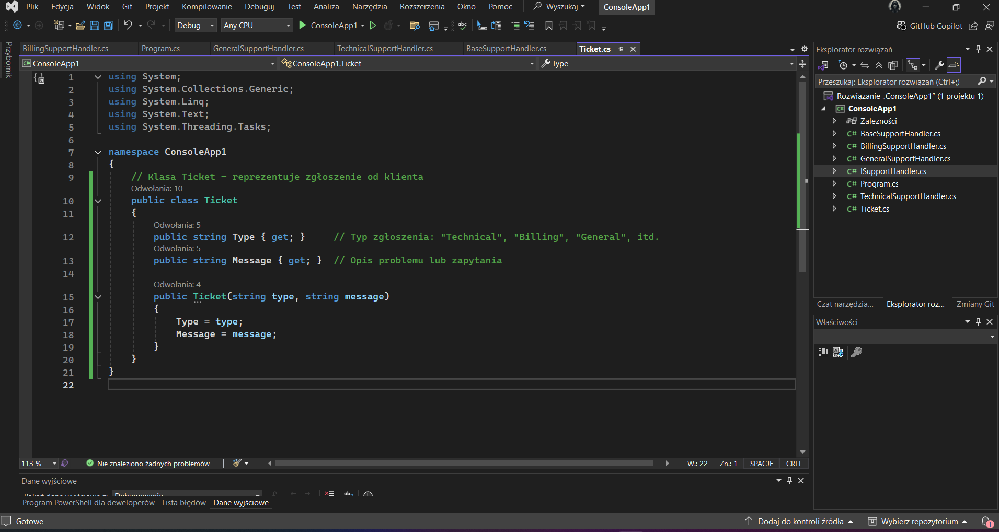 Plik Edycja Widok Git Projekt Kompilowanie Debuguj Test Analiza Narzędzia Rozszerzenia Okno Pomoc Wyszukaj ConsoleApp1
Debug Any CPU ConsoleApp1 GitHub Copilot
Przybornik
BillingSupportHandler.cs Program.cs GeneralSupportHandler.cs TechnicalSupportHandler.cs BaseSupportHandler.cs Ticket.cs
ConsoleApp1 ConsoleApp1.Ticket Type
1 using System;
2 using System.Collections.Generic;
3 using System.Linq;
4 using System.Text;
5 using System.Threading.Tasks;
6
7 namespace ConsoleApp1
8 {
9 // Klasa Ticket – reprezentuje zgłoszenie od klienta
Odwołania: 10
10 public class Ticket
11 {
Odwołania: 5
12 public string Type { get; } // Typ zgłoszenia: "Technical", "Billing", "General", itd.
Odwołania: 5
13 public string Message { get; } // Opis problemu lub zapytania
14
Odwołania: 4
15 public Ticket(string type, string message)
16 {
17 Type = type;
18 Message = message;
19 }
20 }
21 }
22
113 % Nie znaleziono żadnych problemów W.: 22 Zn.: 1 SPACJE CRLF
Dane wyjściowe
Pokaż dane wyjściowe z: Debugowanie
Program PowerShell dla deweloperów Lista błędów Dane wyjściowe
Eksplorator rozwiązań
Przeszukaj: Eksplorator rozwiązań (Ctrl+;)
Rozwiązanie „ConsoleApp1” (1 projektu 1)
C# ConsoleApp1
Zależności
C# BaseSupportHandler.cs
C# BillingSupportHandler.cs
C# GeneralSupportHandler.cs
C# ISupportHandler.cs
C# Program.cs
C# TechnicalSupportHandler.cs
C# Ticket.cs
Czat narzędzia... Eksplorator roz... Zmiany Git
Właściwości
Gotowe Dodaj do kontroli źródła Wybierz repozytorium 1